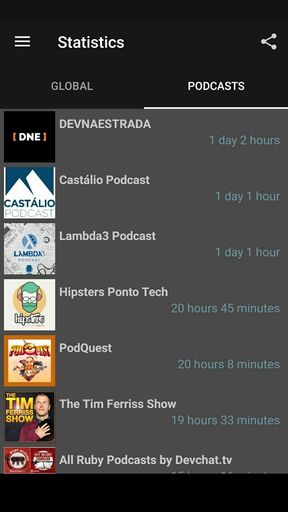 Statistics
GLOBAL
PODCASTS
[ DNE ]
DEVNAESTRADA
1 day 2 hours
CASTÁLIO
PODCAST
Castálio Podcast
1 day 1 hour
LAMBDA3
PODCAST
Lambda3 Podcast
1 day 1 hour
hipsters
Hipsters Ponto Tech
20 hours 45 minutes
PODQUEST
PodQuest
20 hours 8 minutes
THE
TIM
FERRISS
SHOW
The Tim Ferriss Show
19 hours 33 minutes
All Ruby Podcasts by Devchat.tv